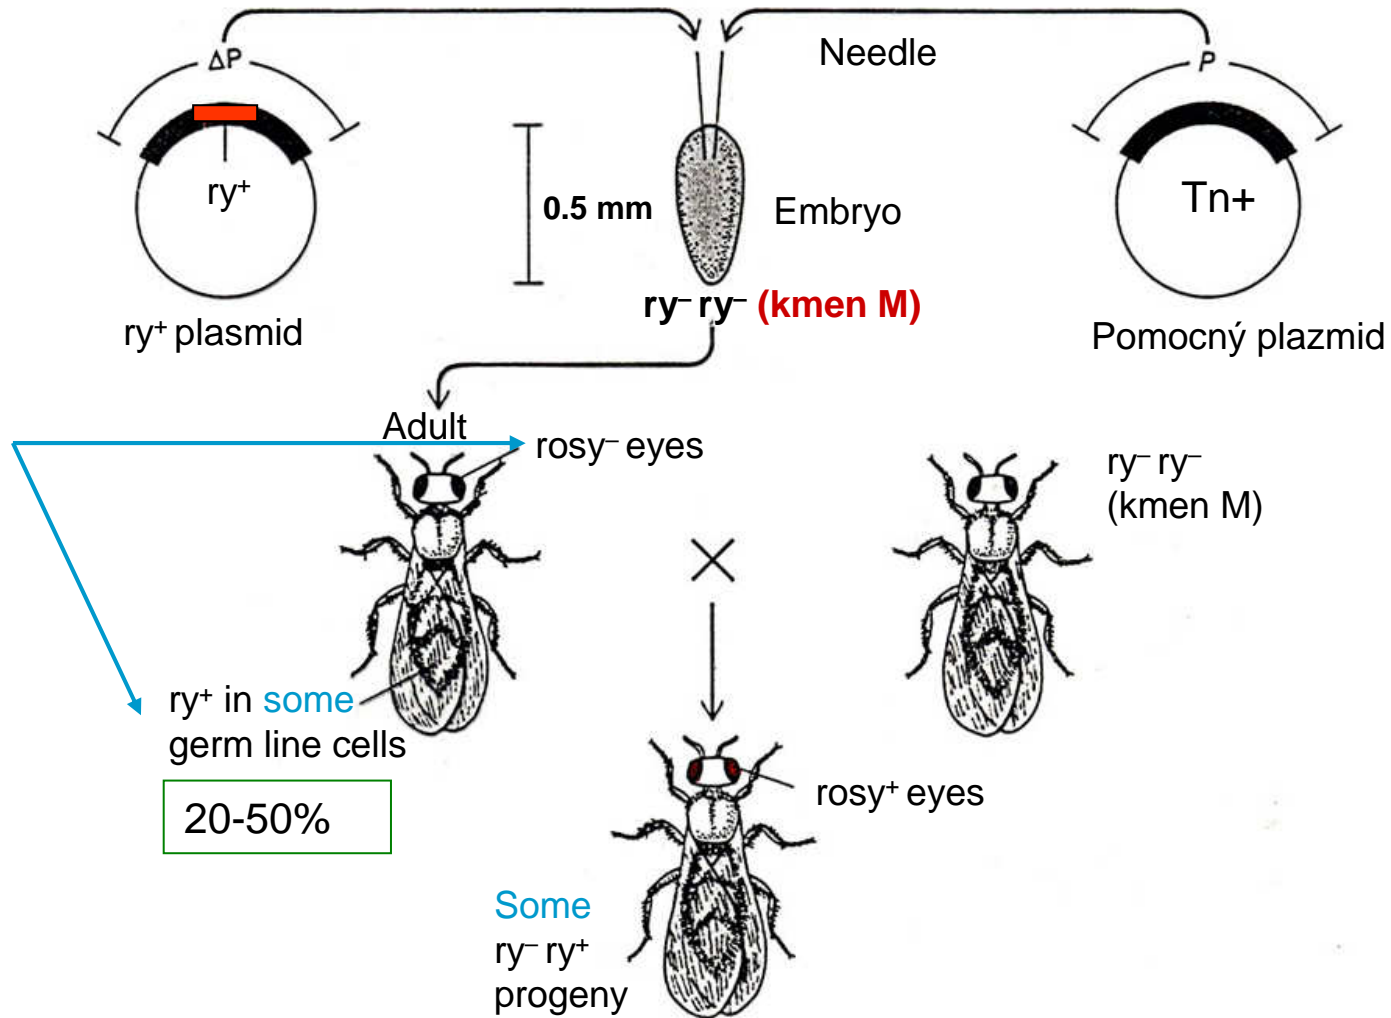 ΔP
Needle
P
ry⁺
0.5 mm
Embryo
Tn+
ry⁻ ry⁻ (kmen M)
ry⁺ plasmid
Pomocný plazmid
Adult
rosy⁻ eyes
ry⁻ ry⁻
(kmen M)
ry⁺ in some
germ line cells
20-50%
rosy⁺ eyes
Some
ry⁻ ry⁺
progeny